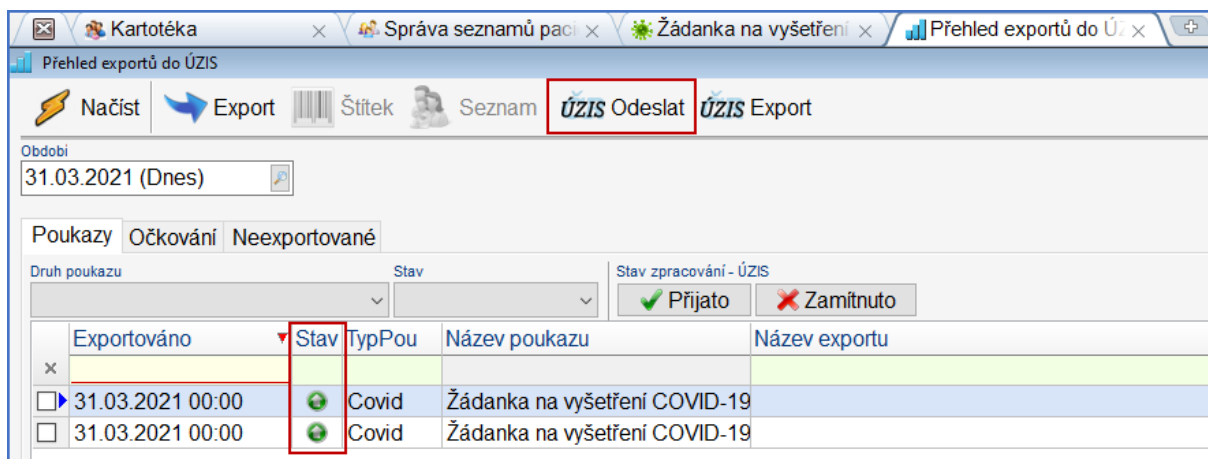 Kartotéka Správa seznamů paci Žádanka na vyšetření Přehled exportů do ÚZ
Přehled exportů do ÚZIS
Načíst Export Štítek Seznam ÚZIS Odeslat ÚZIS Export
Obdobi
31.03.2021 (Dnes)
Poukazy Očkování Neexportované
Druh poukazu Stav Stav zpracování - ÚZIS
Přijato Zamítnuto
Exportováno Stav TypPou Název poukazu Název exportu
31.03.2021 00:00 Covid Žádanka na vyšetření COVID-19
31.03.2021 00:00 Covid Žádanka na vyšetření COVID-19